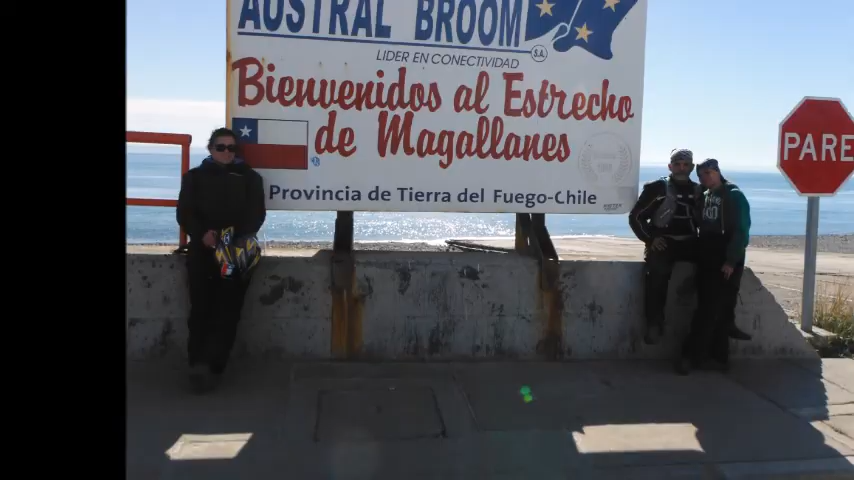 AUSTRAL BROOM
S.A.
LIDER EN CONECTIVIDAD
Bienvenidos al Estrecho
de Magallanes
Provincia de Tierra del Fuego-Chile
PARE